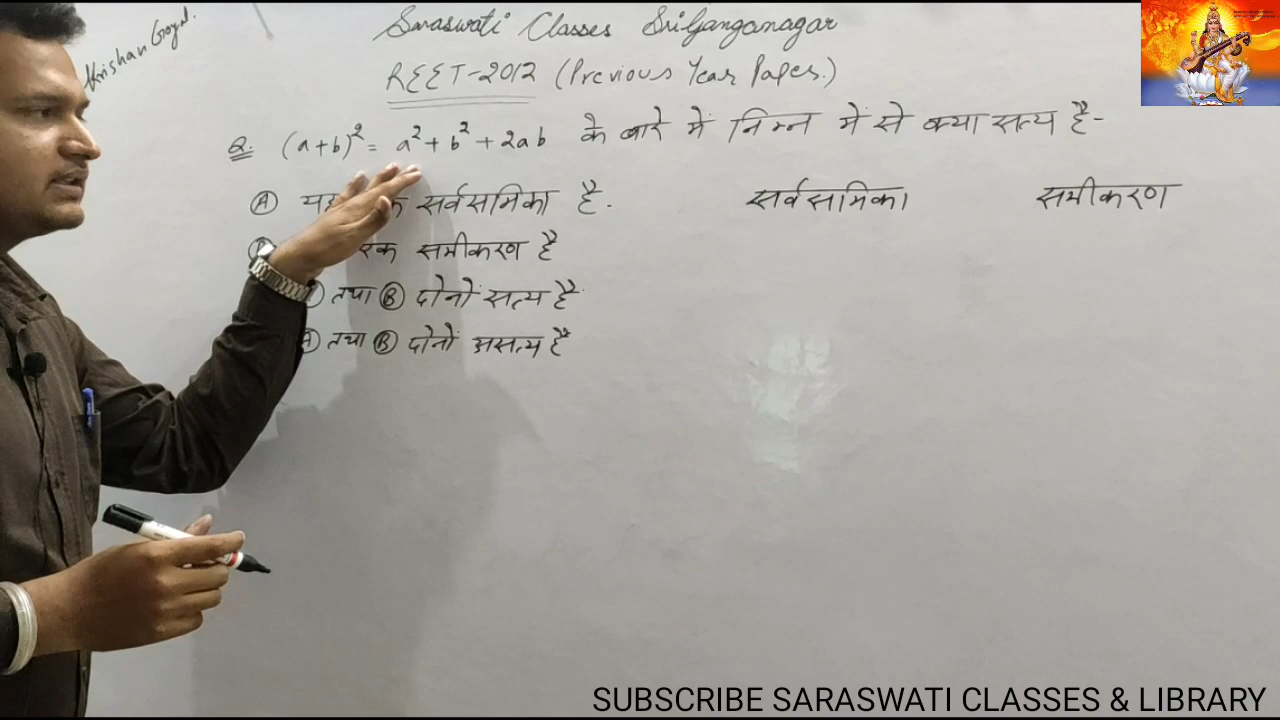 Krishan Goyal.
Saraswati Classes SriGanganagar
REET-2012 (Previous Year Paper.)
Q. (a+b)² = a² + b² + 2ab के बारे में निम्न में से क्या सत्य है-
Ⓐ सर्वसमिका है. सर्वसमिका समीकरण
समीकरण है
तथा Ⓑ दोनों सत्य है
Ⓐ तथा Ⓑ दोनों असत्य है
SUBSCRIBE SARASWATI CLASSES & LIBRARY